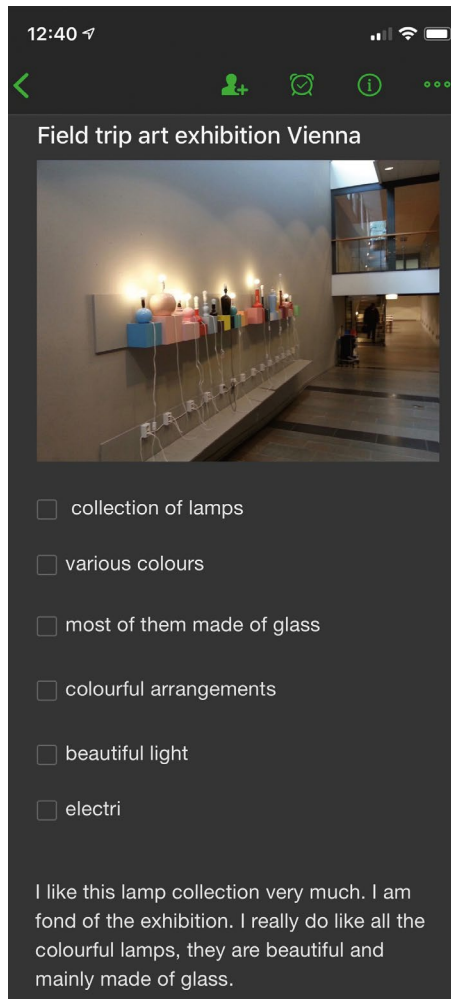 12:40
Field trip art exhibition Vienna
collection of lamps
various colours
most of them made of glass
colourful arrangements
beautiful light
electri
I like this lamp collection very much. I am
fond of the exhibition. I really do like all the
colourful lamps, they are beautiful and
mainly made of glass.